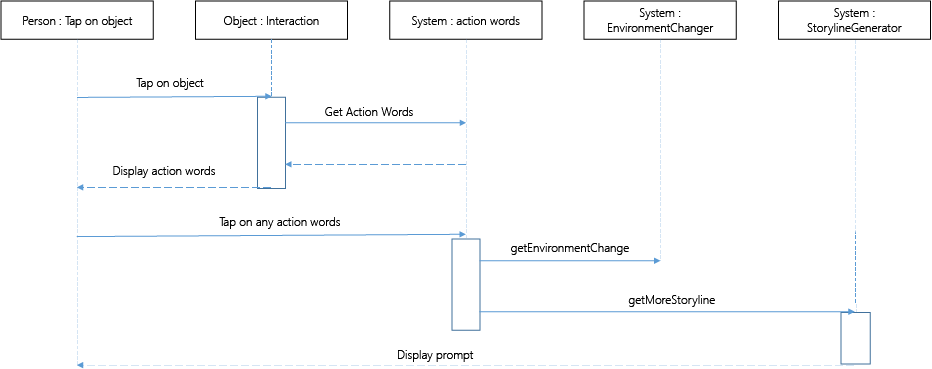 Person : Tap on object
Object : Interaction
System : action words
System :
EnvironmentChanger
System :
StorylineGenerator
Tap on object
Get Action Words
Display action words
Tap on any action words
getEnvironmentChange
getMoreStoryline
Display prompt